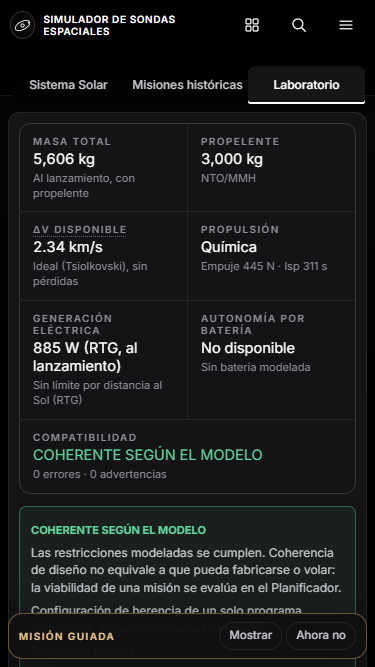 SIMULADOR DE SONDAS
ESPACIALES
Sistema Solar
Misiones históricas
Laboratorio
MASA TOTAL
5,606 kg
Al lanzamiento, con
propelente
PROPELENTE
3,000 kg
NTO/MMH
ΔV DISPONIBLE
2.34 km/s
Ideal (Tsiolkovski), sin
pérdidas
PROPULSIÓN
Química
Empuje 445 N · Isp 311 s
GENERACIÓN
ELÉCTRICA
885 W (RTG, al
lanzamiento)
Sin límite por distancia al
Sol (RTG)
AUTONOMÍA POR
BATERÍA
No disponible
Sin batería modelada
COMPATIBILIDAD
COHERENTE SEGÚN EL MODELO
0 errores · 0 advertencias
COHERENTE SEGÚN EL MODELO
Las restricciones modeladas se cumplen. Coherencia
de diseño no equivale a que pueda fabricarse o volar:
la viabilidad de una misión se evalúa en el Planificador.
Configuración de herencia de un solo programa
MISIÓN GUIADA
Mostrar
Ahora no